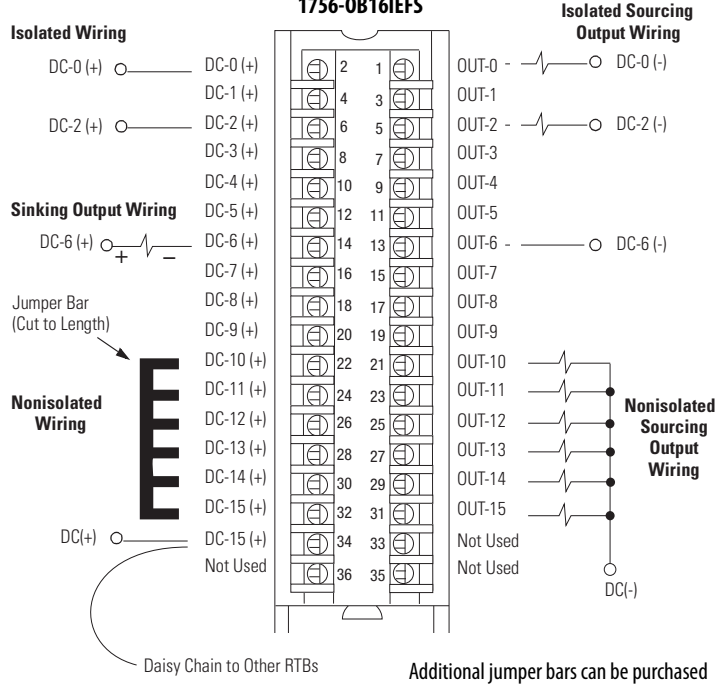 1756-OB16IEFS
Isolated Wiring
Isolated Sourcing
Output Wiring
DC-0 (+) DC-0 (+) 2 1 OUT-0 DC-0 (-)
DC-1 (+) 4 3 OUT-1
DC-2 (+) DC-2 (+) 6 5 OUT-2 DC-2 (-)
DC-3 (+) 8 7 OUT-3
DC-4 (+) 10 9 OUT-4
Sinking Output Wiring
DC-5 (+) 12 11 OUT-5
DC-6 (+) + – DC-6 (+) 14 13 OUT-6 DC-6 (-)
DC-7 (+) 16 15 OUT-7
Jumper Bar
(Cut to Length)
DC-8 (+) 18 17 OUT-8
DC-9 (+) 20 19 OUT-9
DC-10 (+) 22 21 OUT-10
DC-11 (+) 24 23 OUT-11
Nonisolated
Wiring
DC-12 (+) 26 25 OUT-12
DC-13 (+) 28 27 OUT-13
DC-14 (+) 30 29 OUT-14
DC-15 (+) 32 31 OUT-15
Nonisolated
Sourcing
Output
Wiring
DC(+) DC-15 (+) 34 33 Not Used
Not Used 36 35 Not Used
DC(-)
Daisy Chain to Other RTBs
Additional jumper bars can be purchased